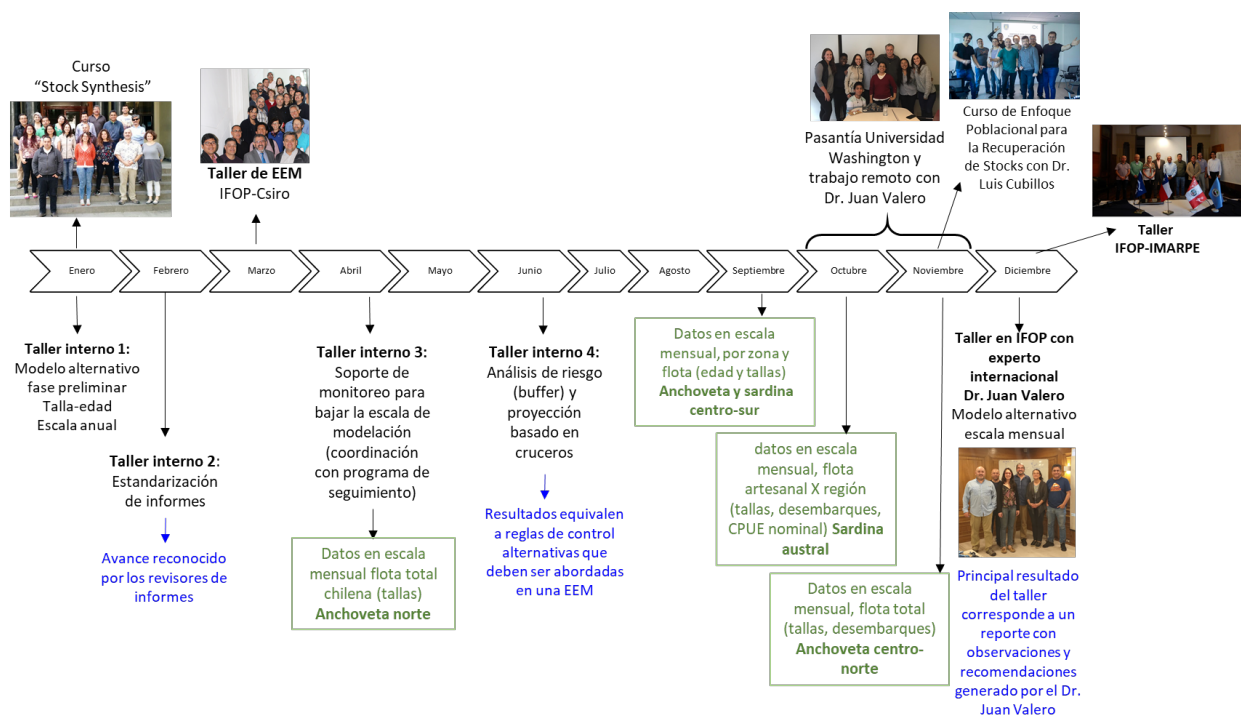 Curso
“Stock Synthesis”
Taller de EEM
IFOP-Csiro
Pasantía Universidad
Washington y
trabajo remoto con
Dr. Juan Valero
Curso de Enfoque
Poblacional para
la Recuperación
de Stocks con Dr.
Luis Cubillos
Taller
IFOP-IMARPE
Enero
Febrero
Marzo
Abril
Mayo
Junio
Julio
Agosto
Septiembre
Octubre
Noviembre
Diciembre
Taller interno 1:
Modelo alternativo
fase preliminar
Talla-edad
Escala anual
Taller interno 2:
Estandarización
de informes
Avance reconocido
por los revisores de
informes
Taller interno 3:
Soporte de
monitoreo para
bajar la escala de
modelación
(coordinación
con programa de
seguimiento)
Datos en escala
mensual flota total
chilena (tallas)
Anchoveta norte
Taller interno 4:
Análisis de riesgo
(buffer) y
proyección
basado en
cruceros
Resultados equivalen
a reglas de control
alternativas que
deben ser abordadas
en una EEM
Datos en escala
mensual, por zona y
flota (edad y tallas)
Anchoveta y sardina
centro-sur
datos en escala
mensual, flota
artesanal X región
(tallas, desembarques,
CPUE nominal) Sardina
austral
Datos en escala
mensual, flota total
(tallas, desembarques)
Anchoveta centro-
norte
Taller en IFOP con
experto
internacional
Dr. Juan Valero
Modelo alternativo
escala mensual
Principal resultado
del taller
corresponde a un
reporte con
observaciones y
recomendaciones
generado por el Dr.
Juan Valero